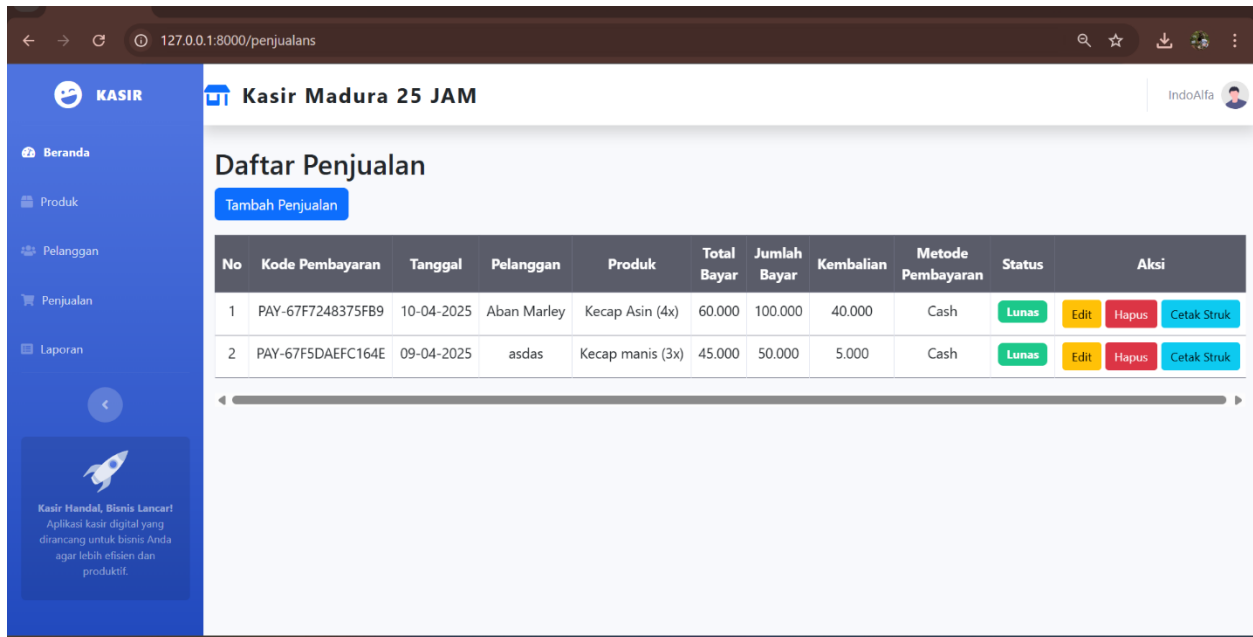 127.0.0.1:8000/penjualans
KASIR
Kasir Madura 25 JAM
IndoAlfa
Beranda
Produk
Pelanggan
Penjualan
Laporan
Kasir Handal, Bisnis Lancar!
Aplikasi kasir digital yang
dirancang untuk bisnis Anda
agar lebih efisien dan
produktif.
Daftar Penjualan
Tambah Penjualan
No Kode Pembayaran Tanggal Pelanggan Produk Total Bayar Jumlah Bayar Kembalian Metode Pembayaran Status Aksi
1 PAY-67F7248375FB9 10-04-2025 Aban Marley Kecap Asin (4x) 60.000 100.000 40.000 Cash Lunas Edit Hapus Cetak Struk
2 PAY-67F5DAEFC164E 09-04-2025 asdas Kecap manis (3x) 45.000 50.000 5.000 Cash Lunas Edit Hapus Cetak Struk